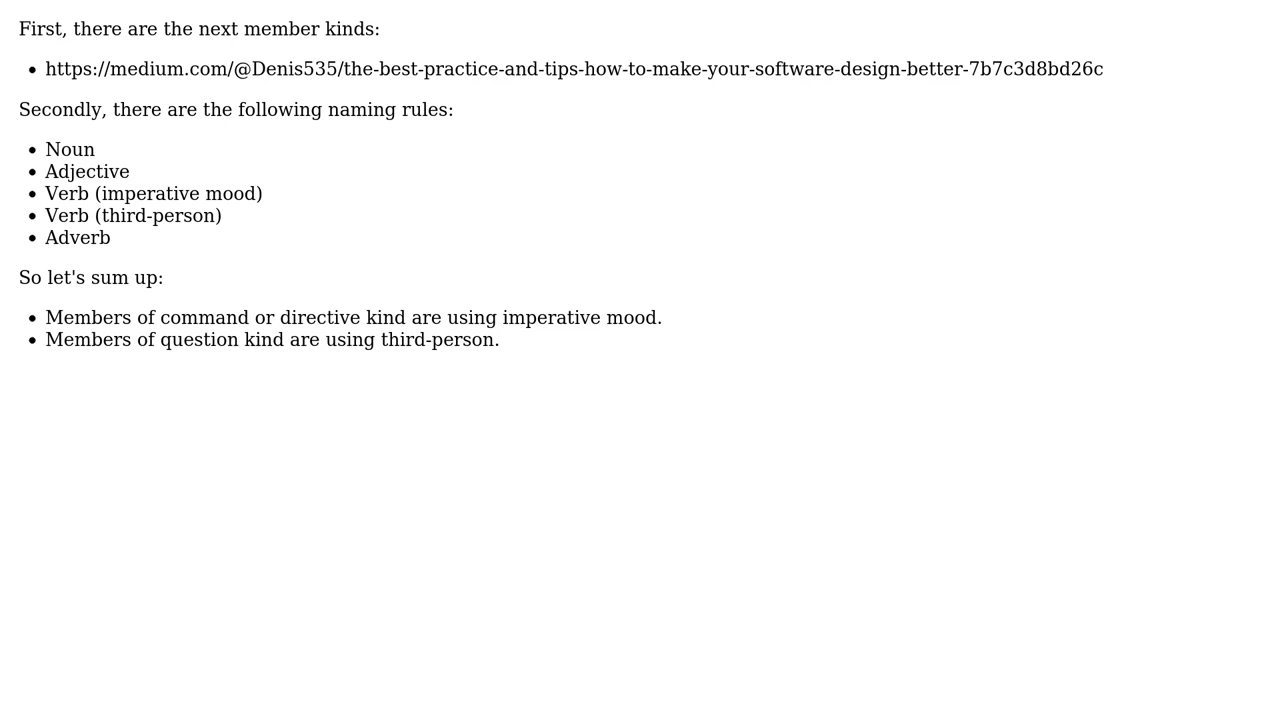 First, there are the next member kinds:
• https://medium.com/@Denis535/the-best-practice-and-tips-how-to-make-your-software-design-better-7b7c3d8bd26c
Secondly, there are the following naming rules:
• Noun
• Adjective
• Verb (imperative mood)
• Verb (third-person)
• Adverb
So let's sum up:
• Members of command or directive kind are using imperative mood.
• Members of question kind are using third-person.